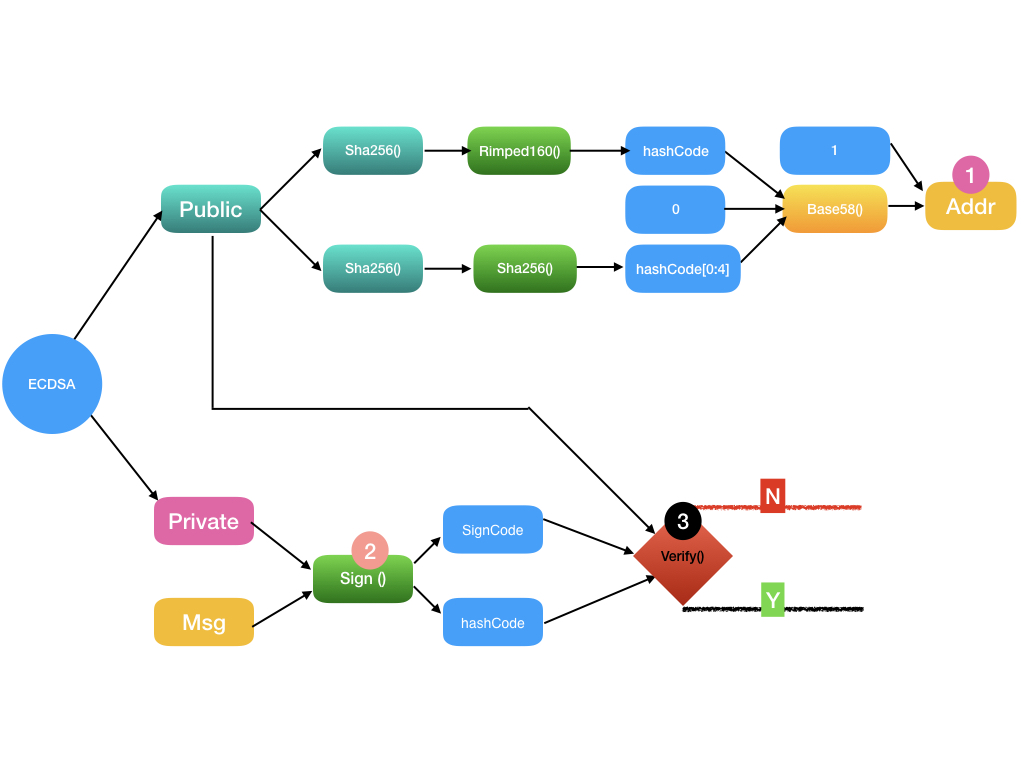 Sha256()
Rimped160()
hashCode
1
1
Public
0
Base58()
Addr
Sha256()
Sha256()
hashCode[0:4]
ECDSA
Private
SignCode
N
3
2
Sign ()
Verify()
Msg
hashCode
Y